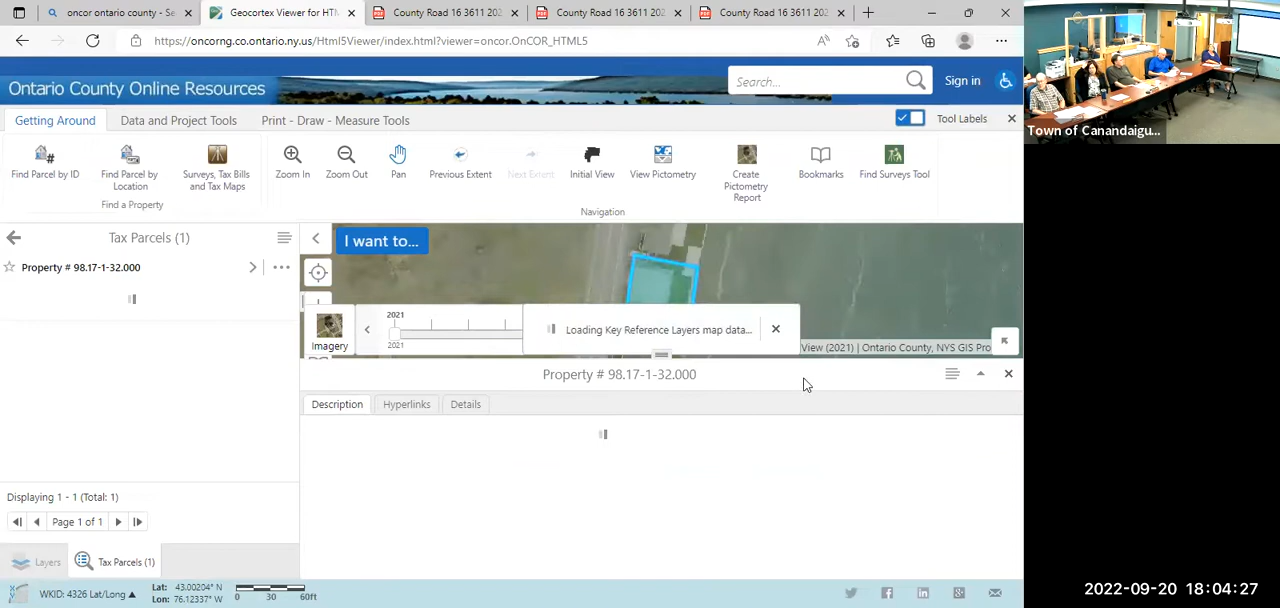 oncor ontario county - Se
Geocortex Viewer for HTM
County Road 16 3611 202
County Road 16 3611 202
County Road 16 3611 202
https://oncorng.co.ontario.ny.us/Html5Viewer/index.html?viewer=oncor.OnCOR_HTML5
Ontario County Online Resources
Search...
Sign in
Getting Around
Data and Project Tools
Print - Draw - Measure Tools
Tool Labels
Find Parcel by ID
Find Parcel by Location
Surveys, Tax Bills and Tax Maps
Zoom In
Zoom Out
Pan
Previous Extent
Next Extent
Initial View
View Pictometry
Create Pictometry Report
Bookmarks
Find Surveys Tool
Find a Property
Navigation
Tax Parcels (1)
I want to...
Property # 98.17-1-32.000
2021
2021
Imagery
Loading Key Reference Layers map data...
View (2021) | Ontario County, NYS GIS Pro
Property # 98.17-1-32.000
Description
Hyperlinks
Details
Displaying 1 - 1 (Total: 1)
Page 1 of 1
Layers
Tax Parcels (1)
WKID: 4326 Lat/Long
Lat: 43.00204° N
Lon: 76.12337° W
0 30 60ft
Town of Canandaigu...
2022-09-20 18:04:27